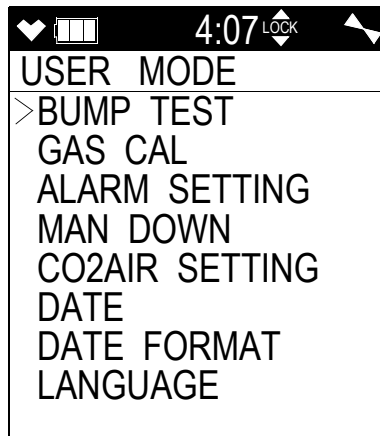 4:07 LOCK
USER MODE
>BUMP TEST
GAS CAL
ALARM SETTING
MAN DOWN
CO2AIR SETTING
DATE
DATE FORMAT
LANGUAGE